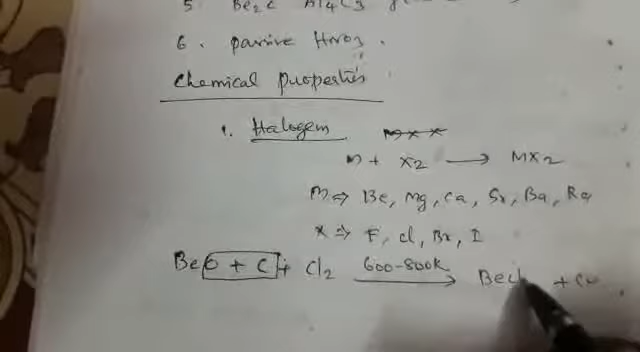 5. Be2C Al4C3
6. passive HNO3.
Chemical properties
1. Halogen
M + X2 → MX2
M ⇒ Be, Mg, Ca, Sr, Ba, Ra
X ⇒ F, Cl, Br, I
BeO + C + Cl2 600-800K → BeCl + CO